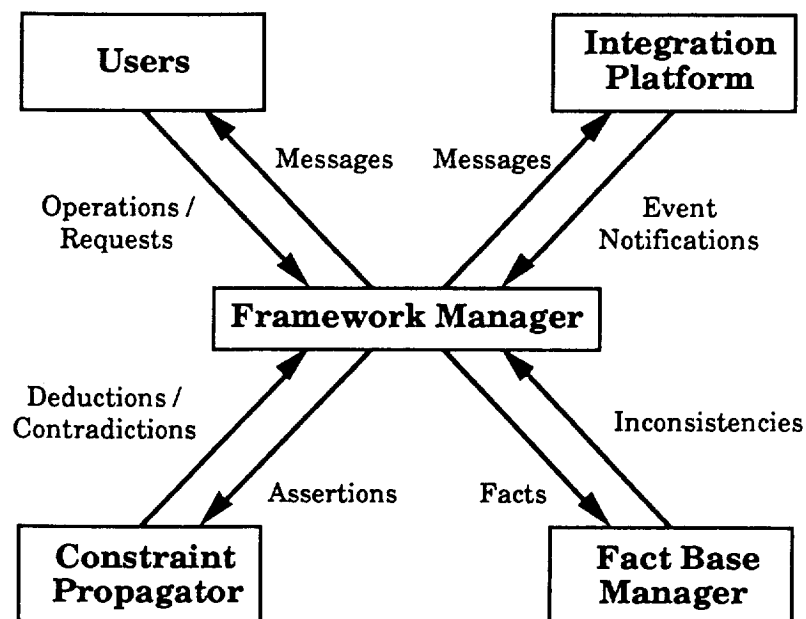 Users
Integration
Platform
Messages
Messages
Operations /
Requests
Event
Notifications
Framework Manager
Deductions /
Contradictions
Inconsistencies
Assertions
Facts
Constraint
Propagator
Fact Base
Manager